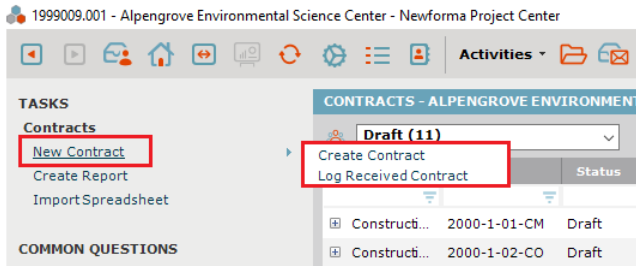 1999009.001 - Alpengrove Environmental Science Center - Newforma Project Center
Activities
TASKS
Contracts
New Contract
Create Report
Import Spreadsheet
COMMON QUESTIONS
CONTRACTS - ALPENGROVE ENVIRONMENT
Draft (11)
Create Contract
Log Received Contract
Status
Constructi... 2000-1-01-CM Draft
Constructi... 2000-1-02-CO Draft